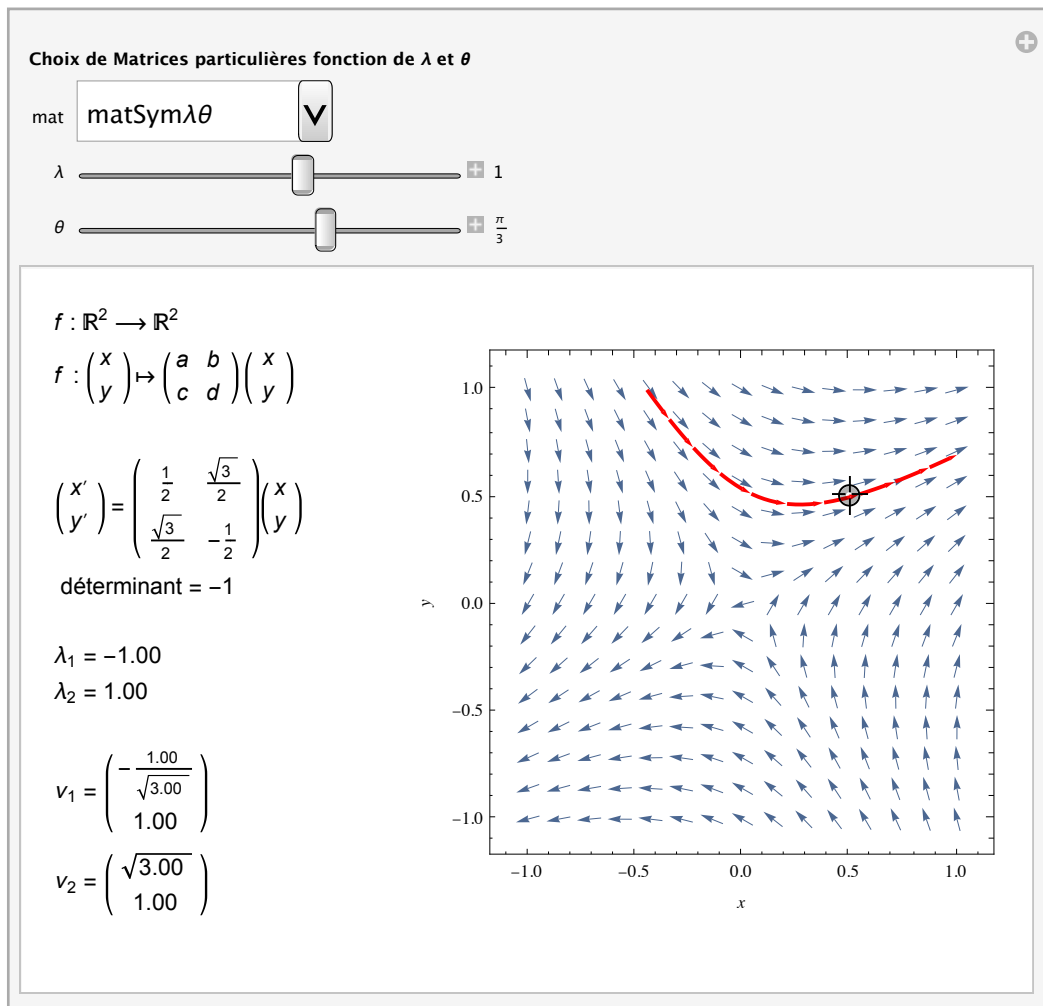 Choix de Matrices particulières fonction de λ et θ
mat matSymλθ
λ 1
θ π/3
f : ℝ² ⟶ ℝ²
f : (x y) ↦ (a b c d) (x y)
(x′ y′) = (1/2 √3/2 √3/2 −1/2) (x y)
déterminant = −1
λ₁ = −1.00
λ₂ = 1.00
v₁ = (−1.00/√3.00 1.00)
v₂ = (√3.00 1.00)
1.0
0.5
0.0
−0.5
−1.0
y
−1.0 −0.5 0.0 0.5 1.0
x